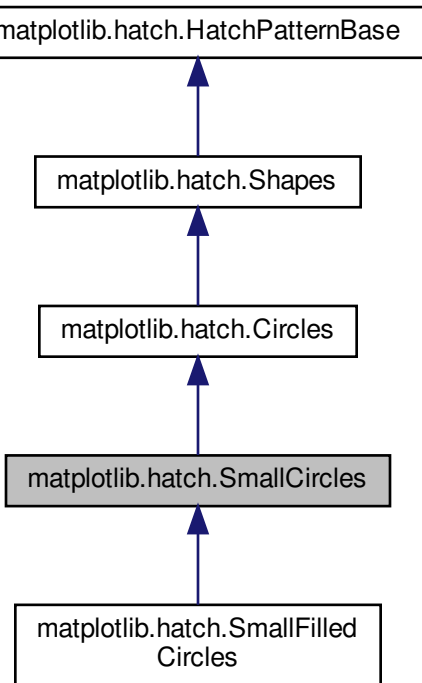 matplotlib.hatch.HatchPatternBase
matplotlib.hatch.Shapes
matplotlib.hatch.Circles
matplotlib.hatch.SmallCircles
matplotlib.hatch.SmallFilled
Circles